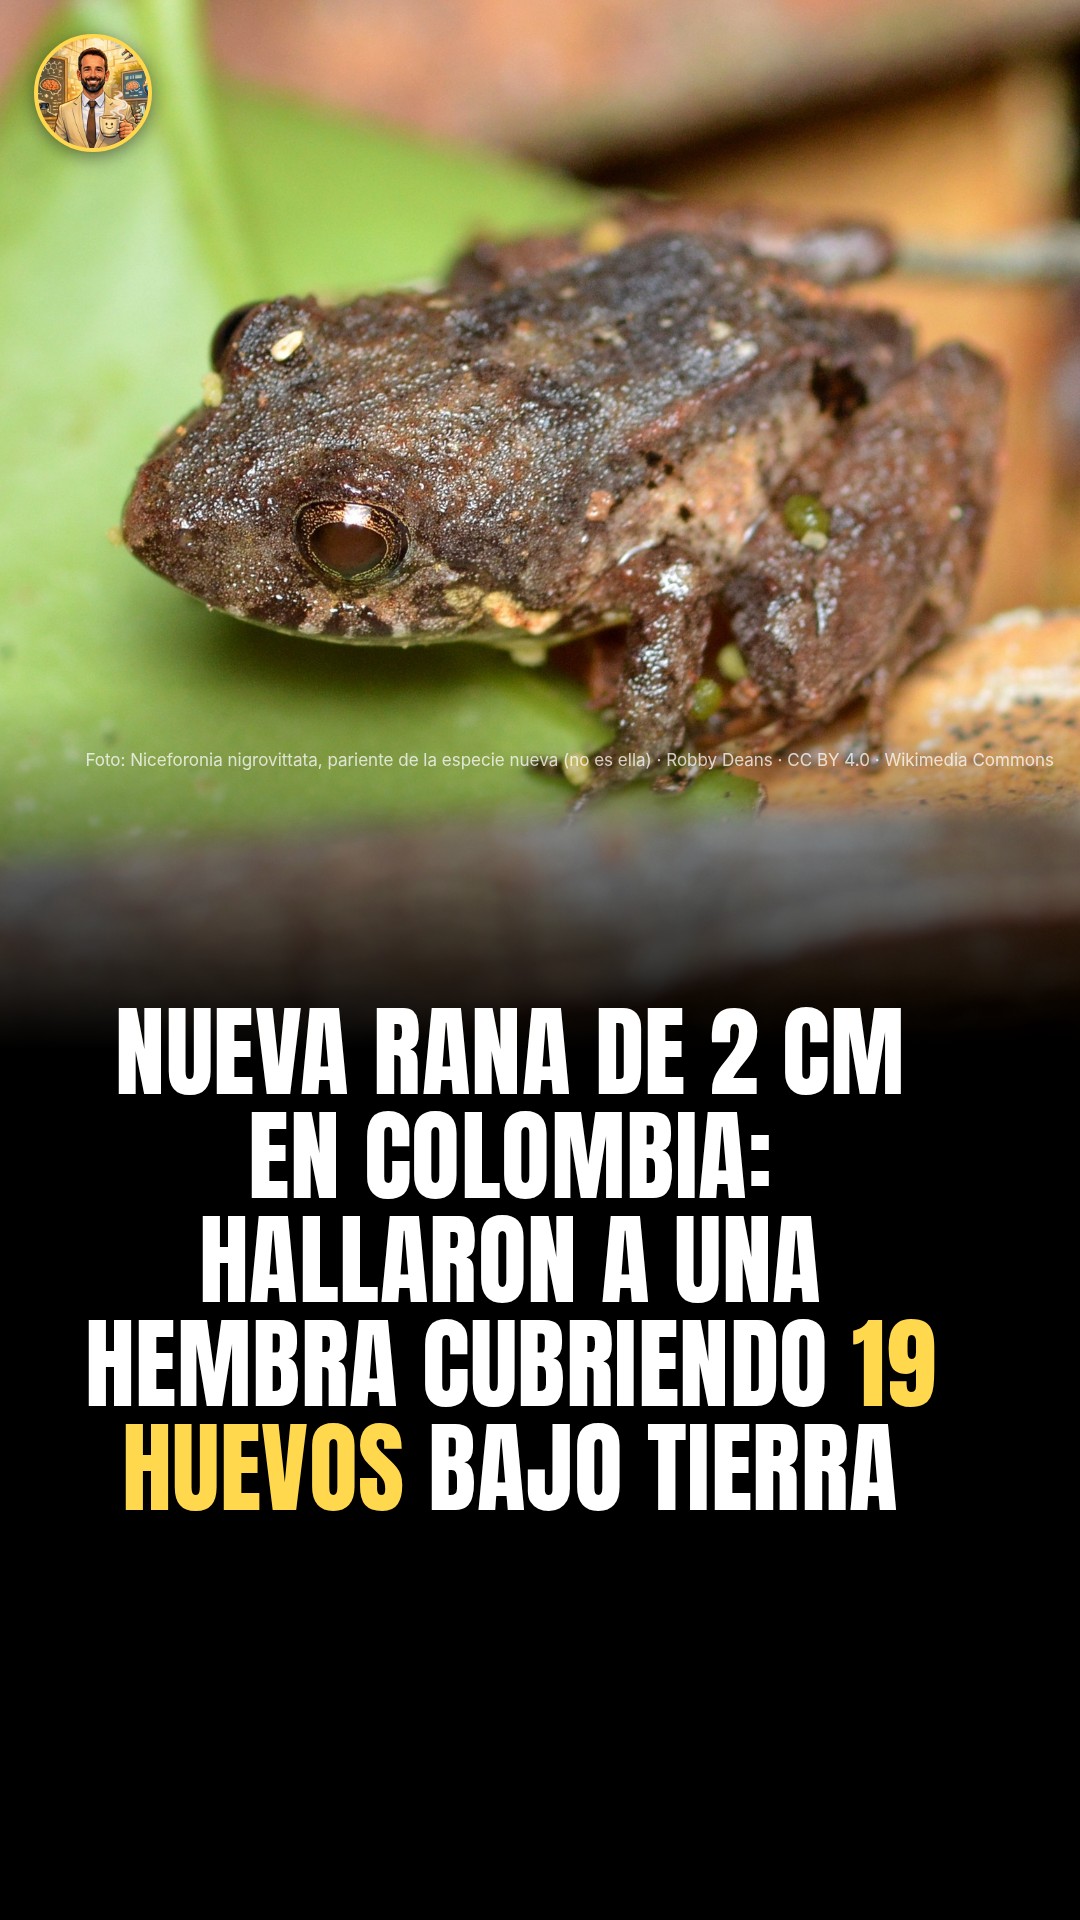 Foto: Niceforonia nigrovittata, pariente de la especie nueva (no es ella) · Robby Deans · CC BY 4.0 · Wikimedia Commons
NUEVA RANA DE 2 CM
EN COLOMBIA:
HALLARON A UNA
HEMBRA CUBRIENDO 19
HUEVOS BAJO TIERRA